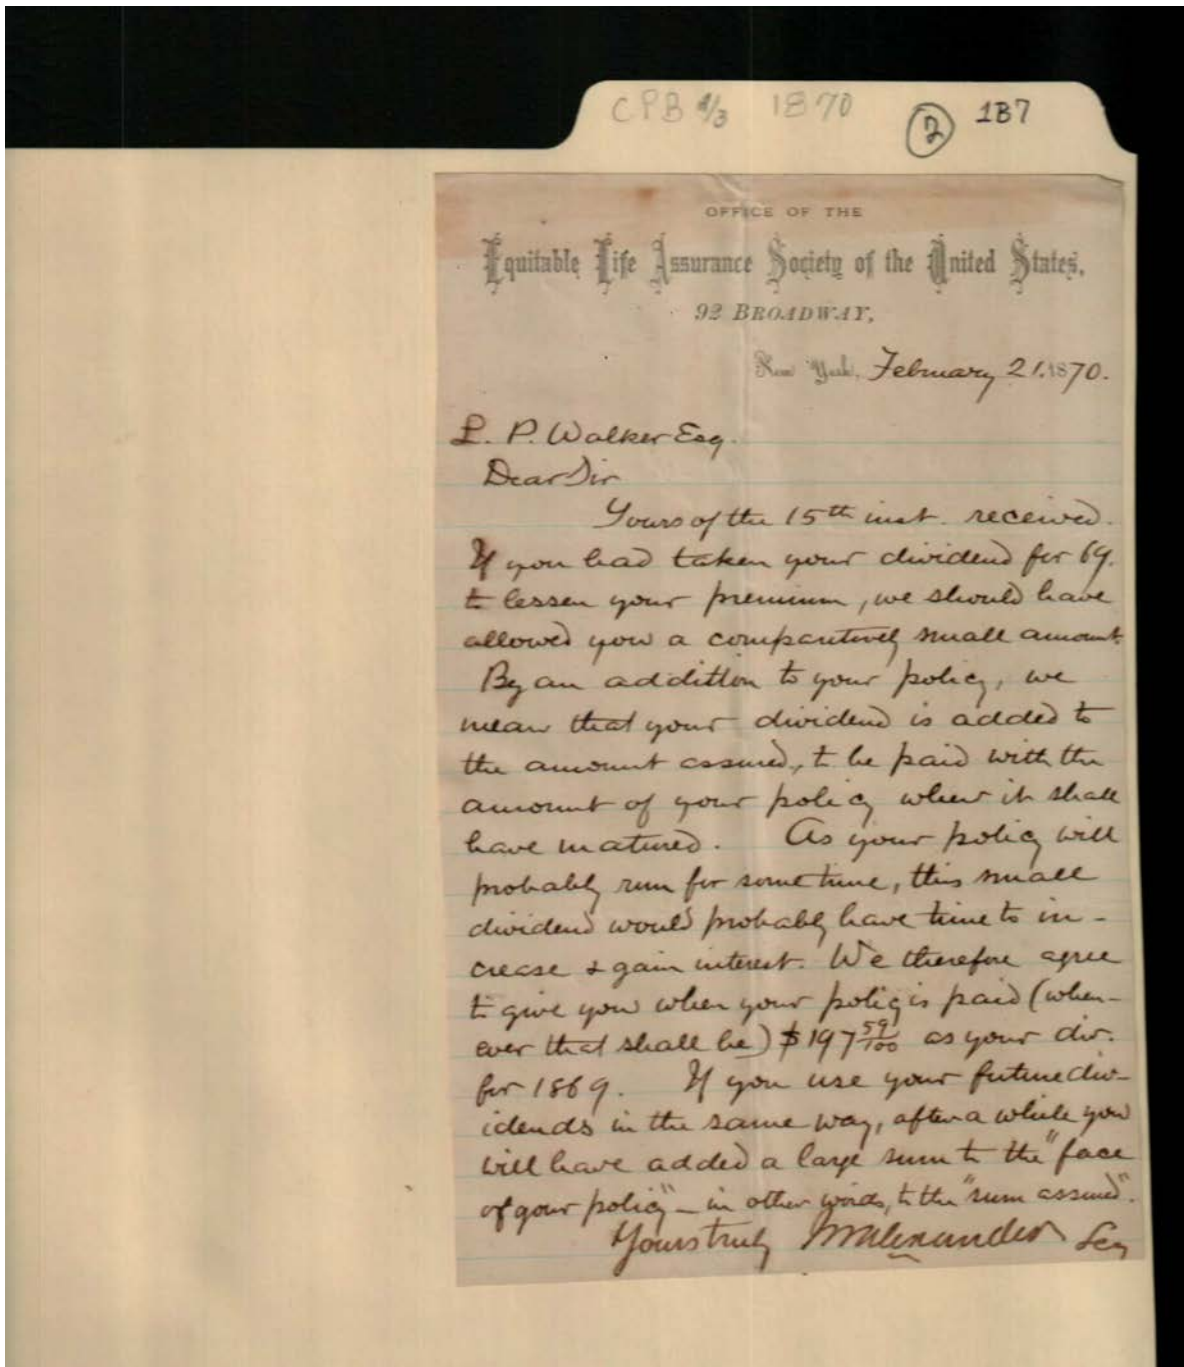 CPB 4/3 1870 2 1B7
OFFICE OF THE
Equitable Life Assurance Society of the United States,
92 BROADWAY,
New York, February 21. 1870.
L. P. Walker Esq.
Dear Sir
Yours of the 15th inst. received.
If you had taken your dividend for 69.
to lessen your premium, we should have
allowed you a comparitively small amount
By an addition to your policy, we
mean that your dividend is added to
the amount assured, to be paid with the
amount of your policy when it shall
have matured. As your policy will
probably run for some time, this small
dividend would probably have time to in-
crease & gain interest. We therefore agree
to give you when your policy is paid (when-
ever that shall be) $197 59/100 as your div.
for 1869. If you use your future div-
idends in the same way, after a while you
will have added a large sum to the "face
of your policy" - in other words, to the "sum assured".
Yours truly Alexander Secy